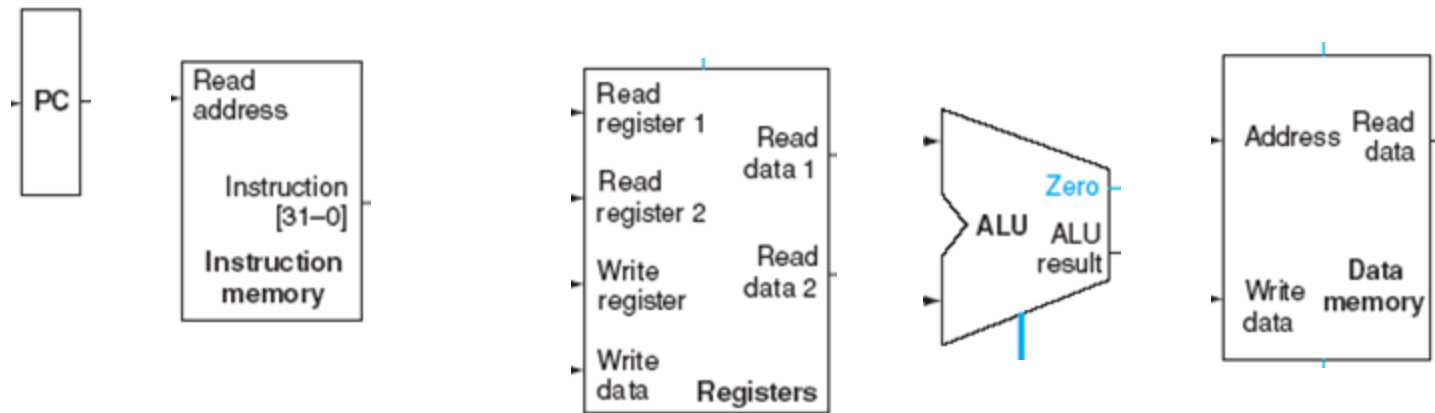 PC
Read
address
Instruction
[31–0]
Instruction
memory
Read
register 1
Read
data 1
Read
register 2
Write
register
Read
data 2
Write
data
Registers
Zero
ALU
ALU
result
Address
Read
data
Write
data
Data
memory